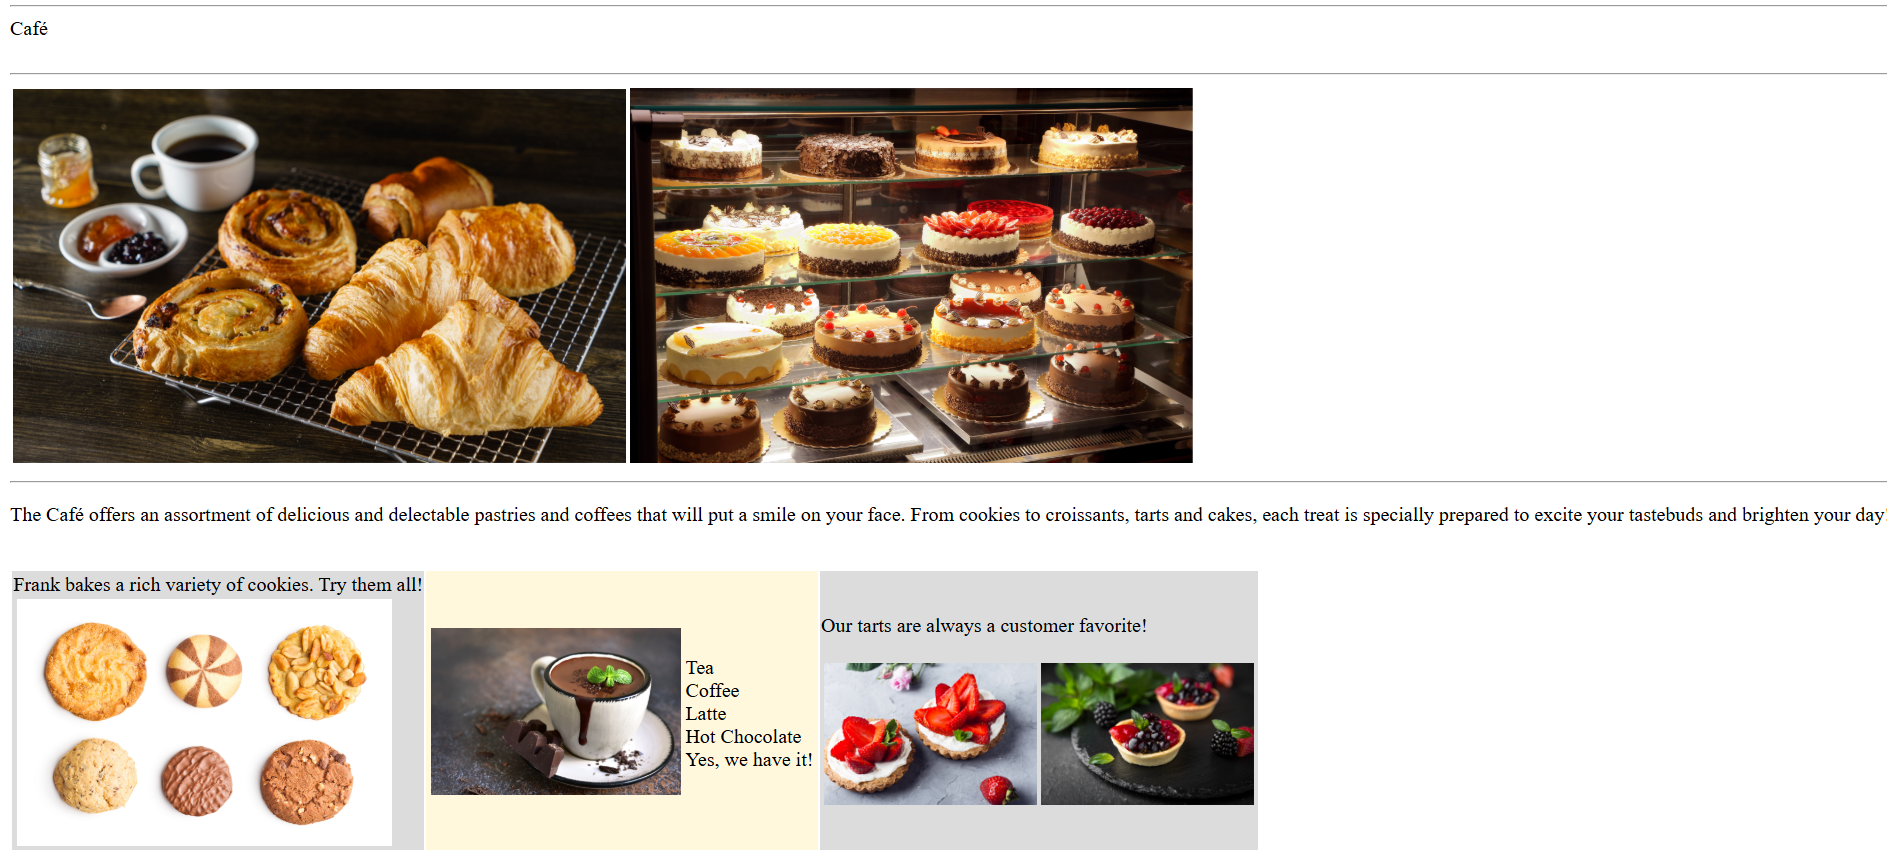 Café
The Café offers an assortment of delicious and delectable pastries and coffees that will put a smile on your face. From cookies to croissants, tarts and cakes, each treat is specially prepared to excite your tastebuds and brighten your day!
Frank bakes a rich variety of cookies. Try them all!
Tea
Coffee
Latte
Hot Chocolate
Yes, we have it!
Our tarts are always a customer favorite!